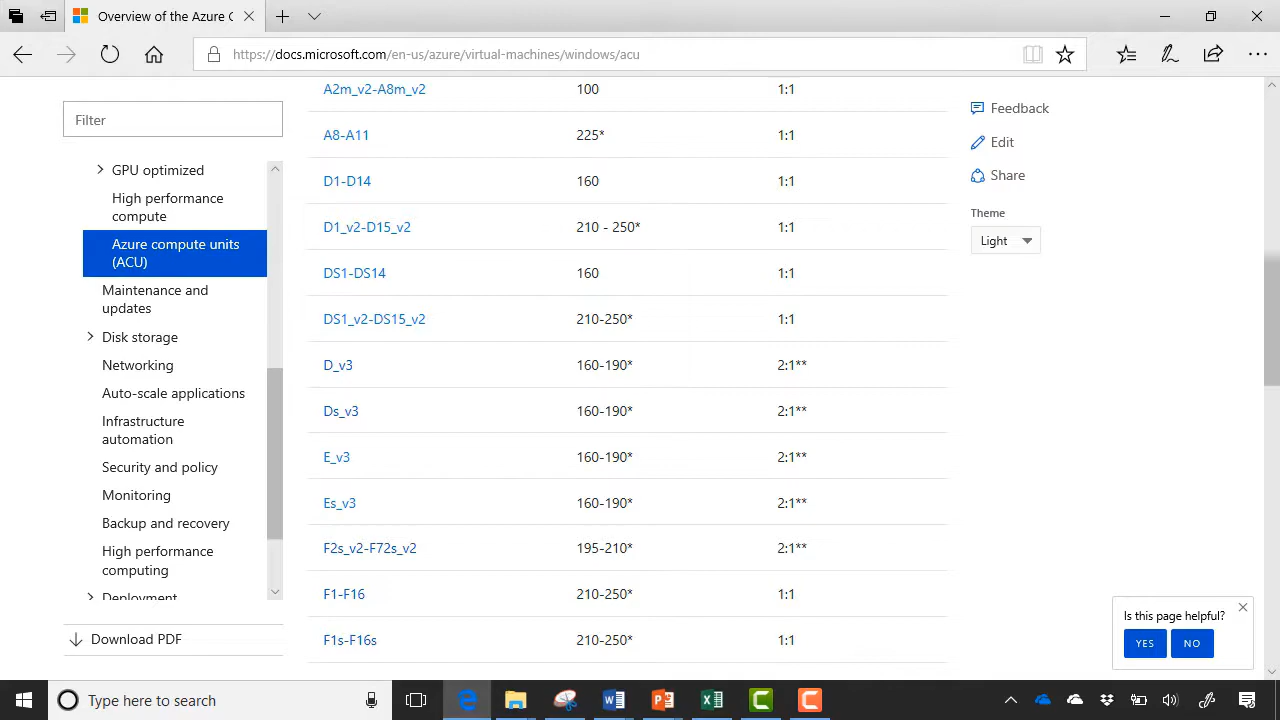 Overview of the Azure C
https://docs.microsoft.com/en-us/azure/virtual-machines/windows/acu
Filter
GPU optimized
High performance
compute
Azure compute units
(ACU)
Maintenance and
updates
Disk storage
Networking
Auto-scale applications
Infrastructure
automation
Security and policy
Monitoring
Backup and recovery
High performance
computing
Deployment
Download PDF
A2m_v2-A8m_v2 100 1:1
A8-A11 225* 1:1
D1-D14 160 1:1
D1_v2-D15_v2 210 - 250* 1:1
DS1-DS14 160 1:1
DS1_v2-DS15_v2 210-250* 1:1
D_v3 160-190* 2:1**
Ds_v3 160-190* 2:1**
E_v3 160-190* 2:1**
Es_v3 160-190* 2:1**
F2s_v2-F72s_v2 195-210* 2:1**
F1-F16 210-250* 1:1
F1s-F16s 210-250* 1:1
Feedback
Edit
Share
Theme
Light
Is this page helpful?
YES NO
Type here to search